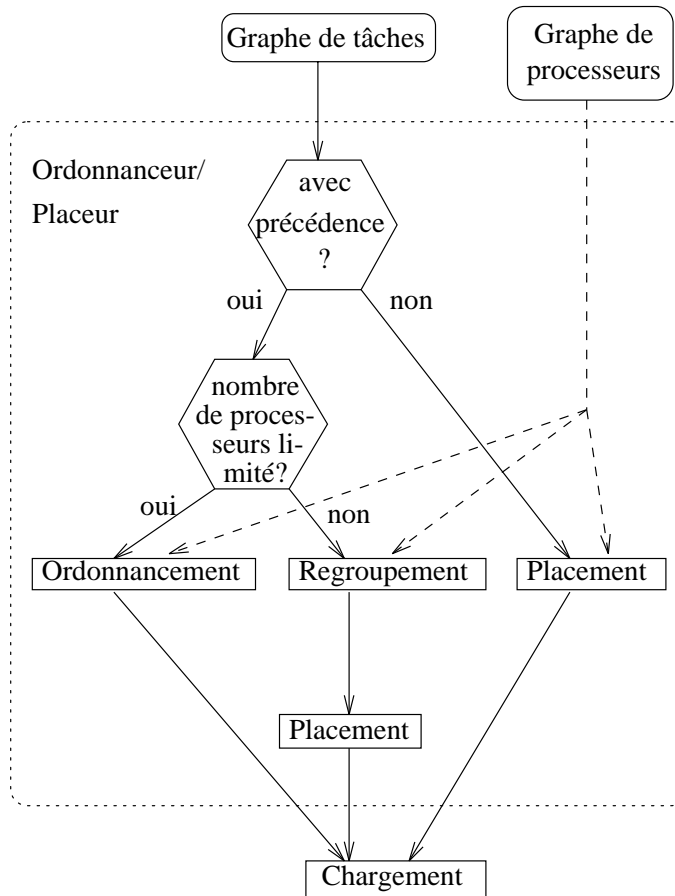 Graphe de tâches
Graphe de
processeurs
Ordonnanceur/
Placeur
avec
précédence
?
oui
non
nombre
de proces-
seurs li-
mité?
oui
non
Ordonnancement
Regroupement
Placement
Placement
Chargement